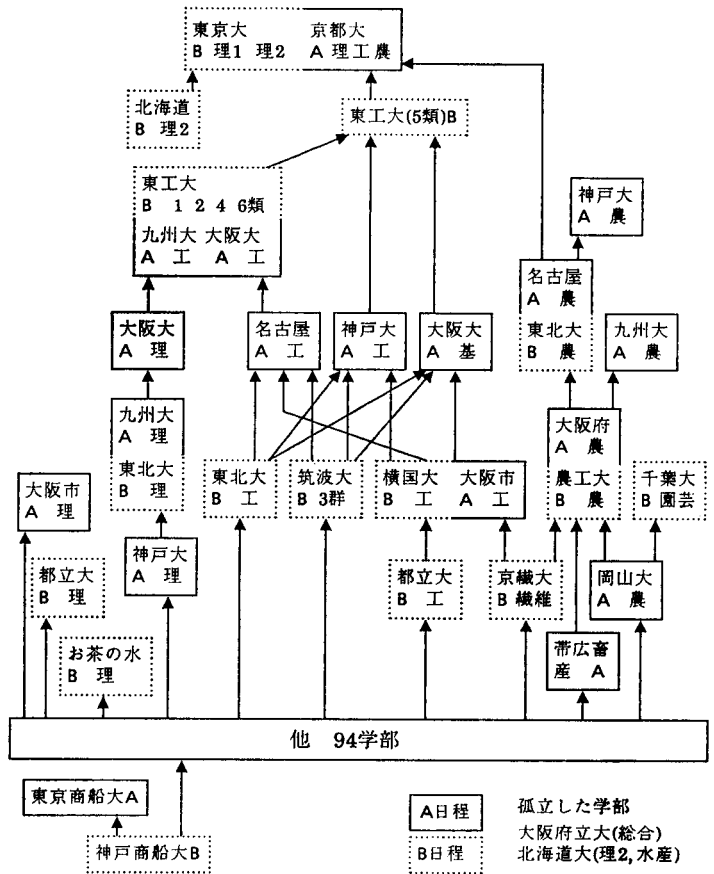 東京大 京都大
B 理1 理2 A 理工農
北海道
B 理2
東工大(5類)B
東工大
B 1 2 4 6類
九州大 大阪大
A 工 A 工
神戸大
A 農
名古屋
A 農
東北大
B 農
大阪大
A 理
名古屋
A 工
神戸大
A 工
大阪大
A 基
九州大
A 農
九州大
A 理
東北大
B 理
大阪府
A 農
農工大
B 農
大阪市
A 理
東北大
B 工
筑波大
B 3群
横国大 大阪市
B 工 A 工
千葉大
B 園芸
都立大
B 理
神戸大
A 理
都立大
B 工
京繊大
B 繊維
岡山大
A 農
お茶の水
B 理
帯広畜
産 A
他 94学部
東京商船大A
神戸商船大B
A日程
B日程
孤立した学部
大阪府立大(総合)
北海道大(理2,水産)